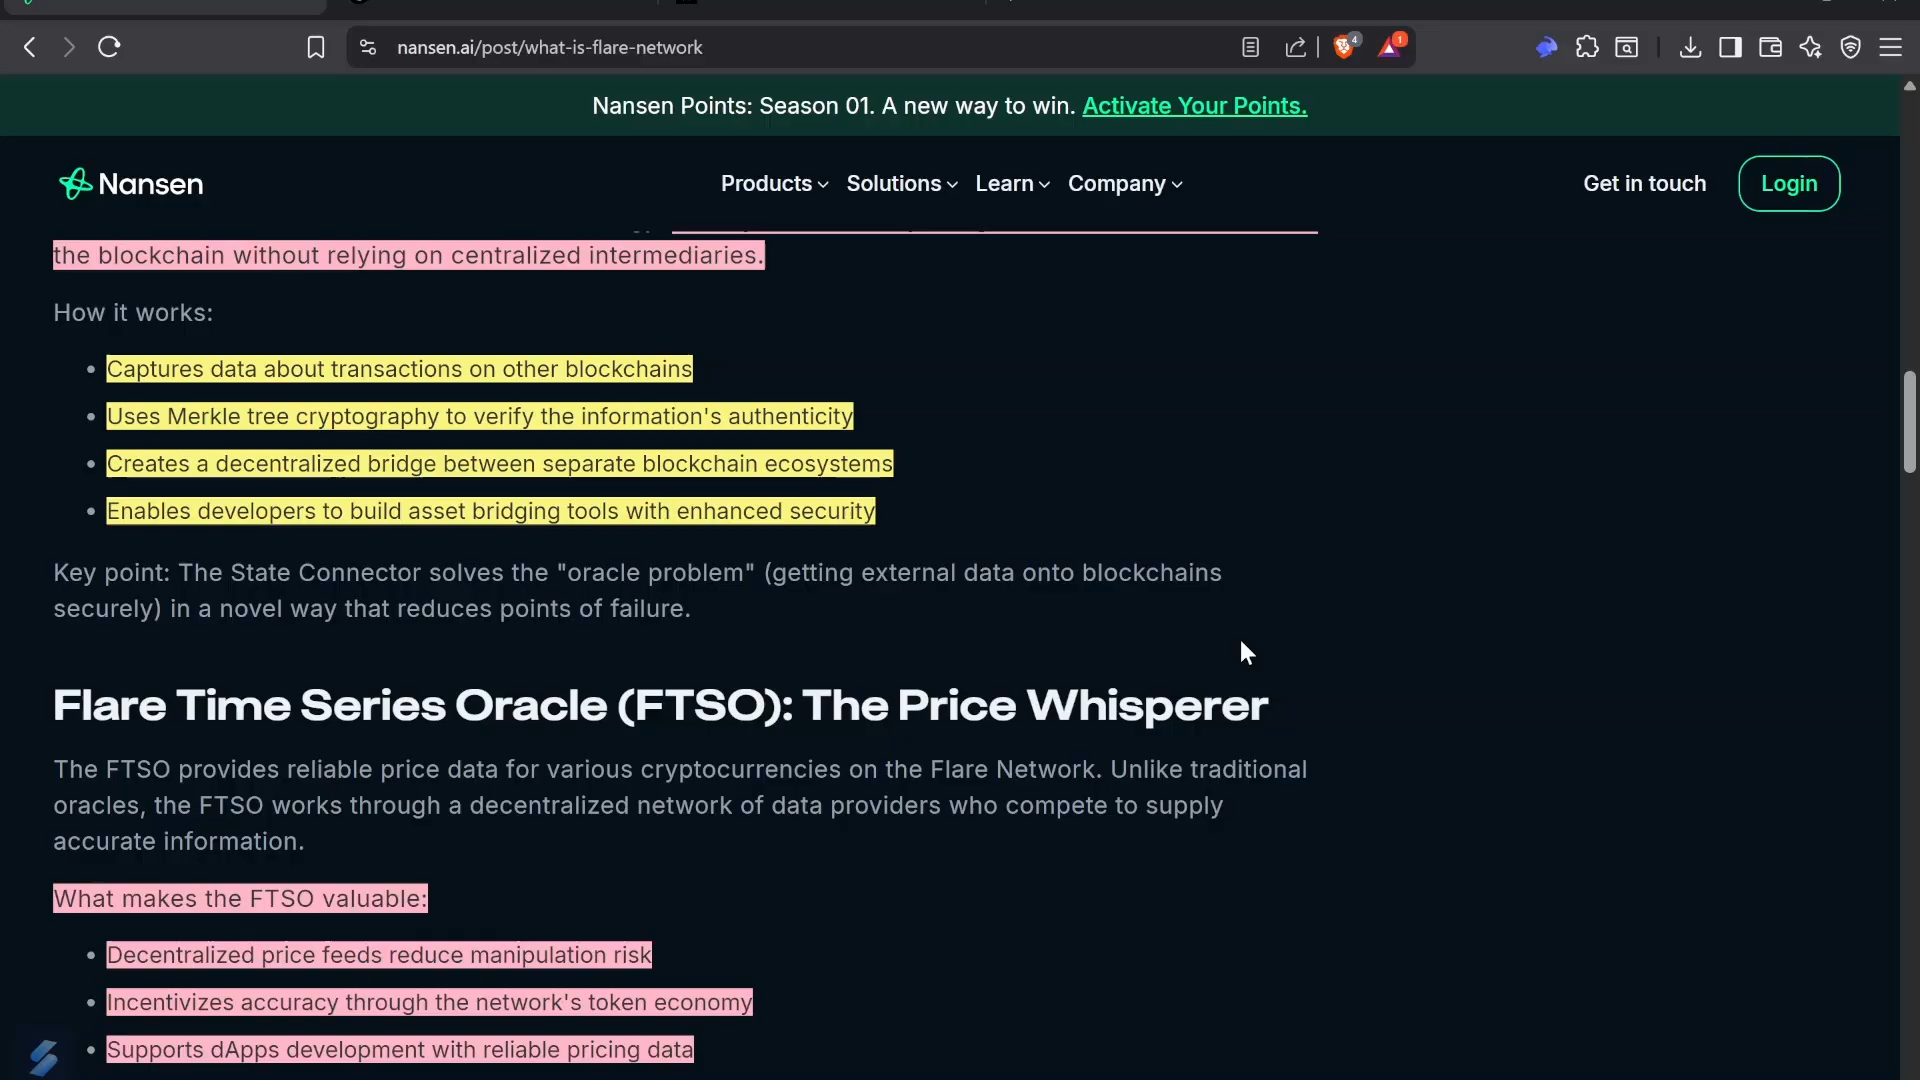 nansen.ai/post/what-is-flare-network
4
1
Nansen Points: Season 01. A new way to win. Activate Your Points.
Nansen
Products
Solutions
Learn
Company
Get in touch
Login
the blockchain without relying on centralized intermediaries.
How it works:
• Captures data about transactions on other blockchains
• Uses Merkle tree cryptography to verify the information's authenticity
• Creates a decentralized bridge between separate blockchain ecosystems
• Enables developers to build asset bridging tools with enhanced security
Key point: The State Connector solves the "oracle problem" (getting external data onto blockchains
securely) in a novel way that reduces points of failure.
Flare Time Series Oracle (FTSO): The Price Whisperer
The FTSO provides reliable price data for various cryptocurrencies on the Flare Network. Unlike traditional
oracles, the FTSO works through a decentralized network of data providers who compete to supply
accurate information.
What makes the FTSO valuable:
• Decentralized price feeds reduce manipulation risk
• Incentivizes accuracy through the network's token economy
• Supports dApps development with reliable pricing data